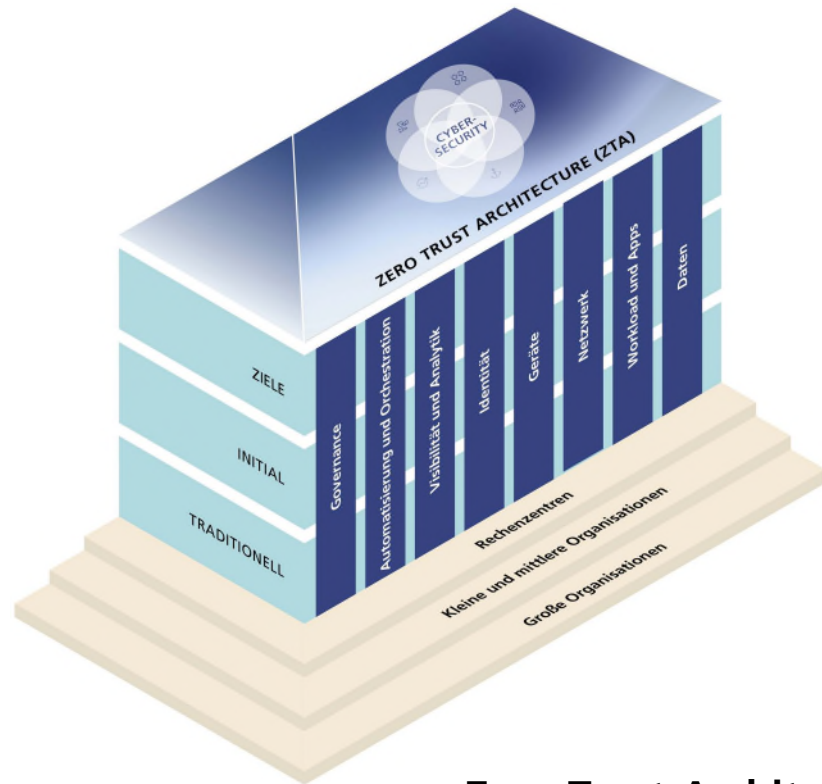 CYBER-
SECURITY
ZERO TRUST ARCHITECTURE (ZTA)
ZIELE
INITIAL
TRADITIONELL
Governance
Automatisierung und Orchestration
Visibilität und Analytik
Identität
Geräte
Netzwerk
Workload und Apps
Daten
Rechenzentren
Kleine und mittlere Organisationen
Große Organisationen